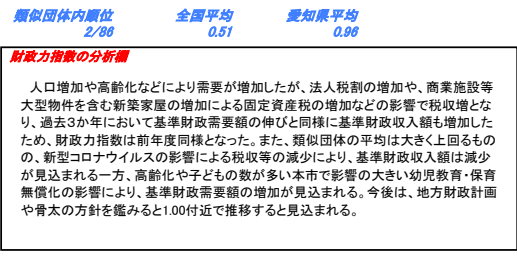 類似団体内順位 全国平均 愛知県平均
2/86 0.51 0.96
財政力指数の分析欄
人口増加や高齢化などにより需要が増加したが、法人税割の増加や、商業施設等
大型物件を含む新築家屋の増加による固定資産税の増加などの影響で税収増とな
り、過去3か年において基準財政需要額の伸びと同様に基準財政収入額も増加した
ため、財政力指数は前年度同様となった。また、類似団体の平均は大きく上回るもの
の、新型コロナウイルスの影響による税収等の減少により、基準財政収入額は減少
が見込まれる一方、高齢化や子どもの数が多い本市で影響の大きい幼児教育・保育
無償化の影響により、基準財政需要額の増加が見込まれる。今後は、地方財政計画
や骨太の方針を鑑みると1.00付近で推移すると見込まれる。